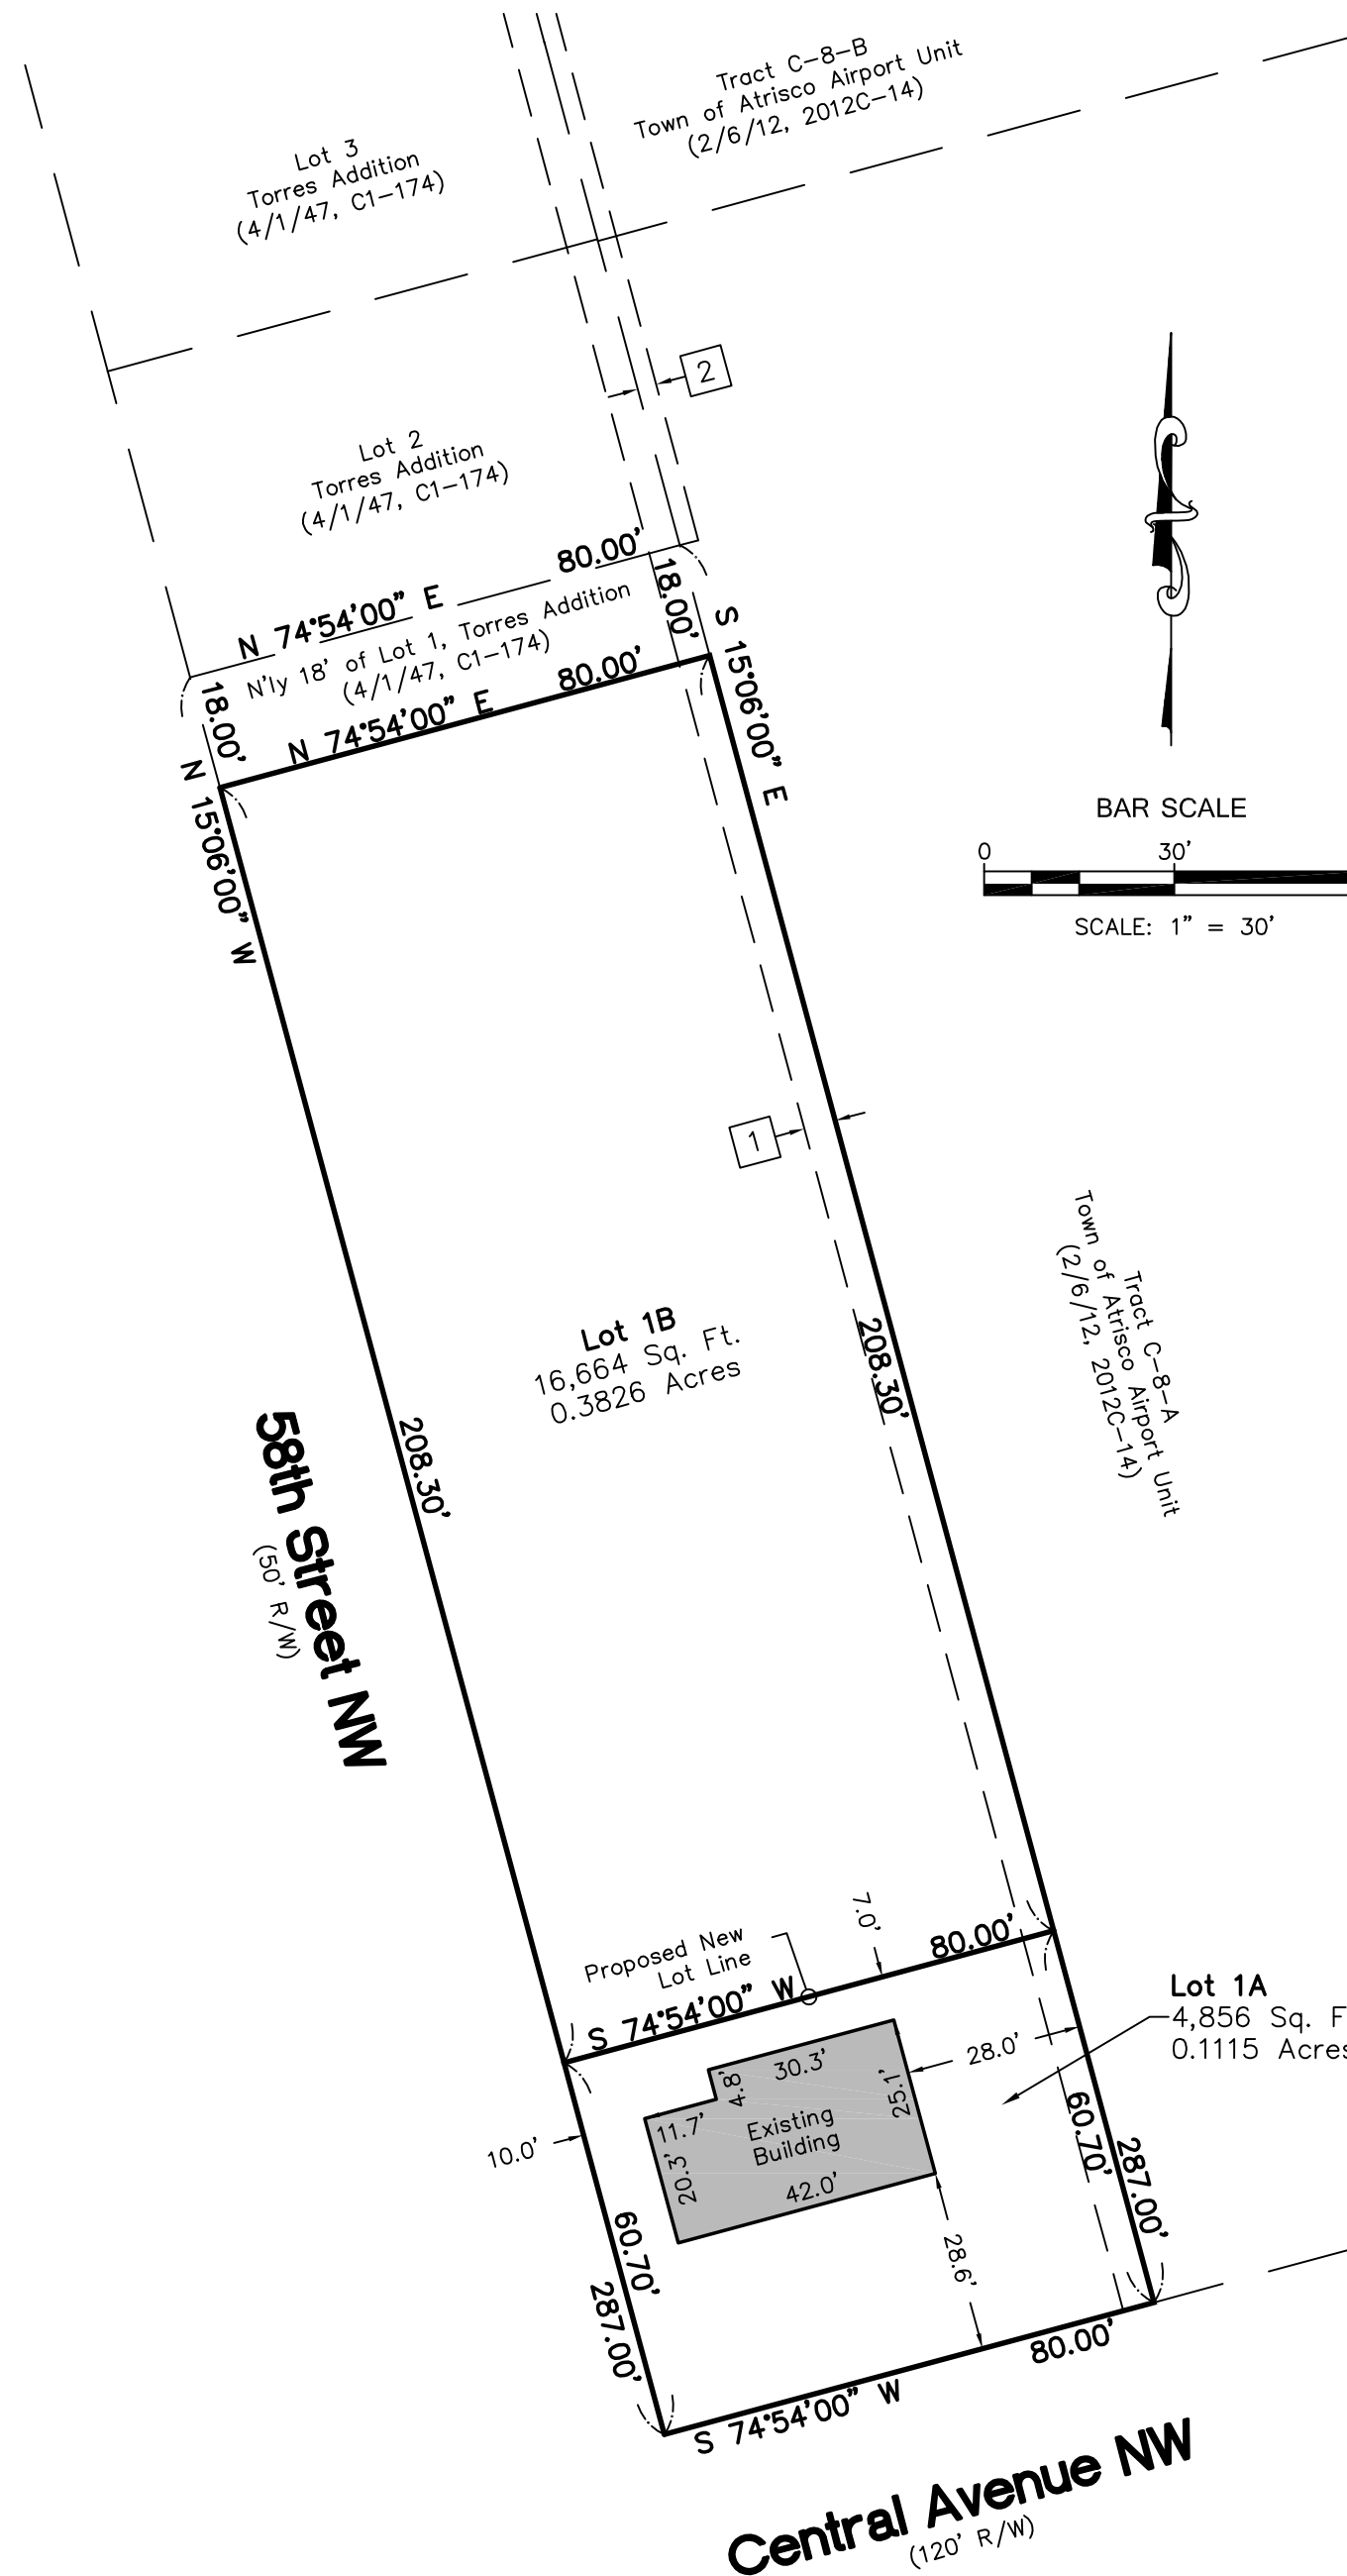 Tract C-8-B
Town of Atrisco Airport Unit
(2/6/12, 2012C-14)
Lot 3
Torres Addition
(4/1/47, C1-174)
2
Lot 2
Torres Addition
(4/1/47, C1-174)
N 74°54'00" E 80.00'
18.00'
N'ly 18' of Lot 1, Torres Addition
(4/1/47, C1-174)
18.00'
N 74°54'00" E 80.00'
S 15°06'00" E
N 15°06'00" W
BAR SCALE
0 30'
SCALE: 1" = 30'
1
Tract C-8-A
Town of Atrisco Airport Unit
(2/6/12, 2012C-14)
Lot 1B
16,664 Sq. Ft.
0.3826 Acres
208.30'
208.30'
58th Street NW
(50' R/W)
7.0'
Proposed New
Lot Line
S 74°54'00" W 80.00'
Lot 1A
4,856 Sq. F
0.1115 Acres
28.0'
30.3'
4.8'
25.1'
11.7'
Existing
Building
20.3'
42.0'
10.0'
60.70'
287.00'
28.6'
60.70'
287.00'
S 74°54'00" W 80.00'
Central Avenue NW
(120' R/W)